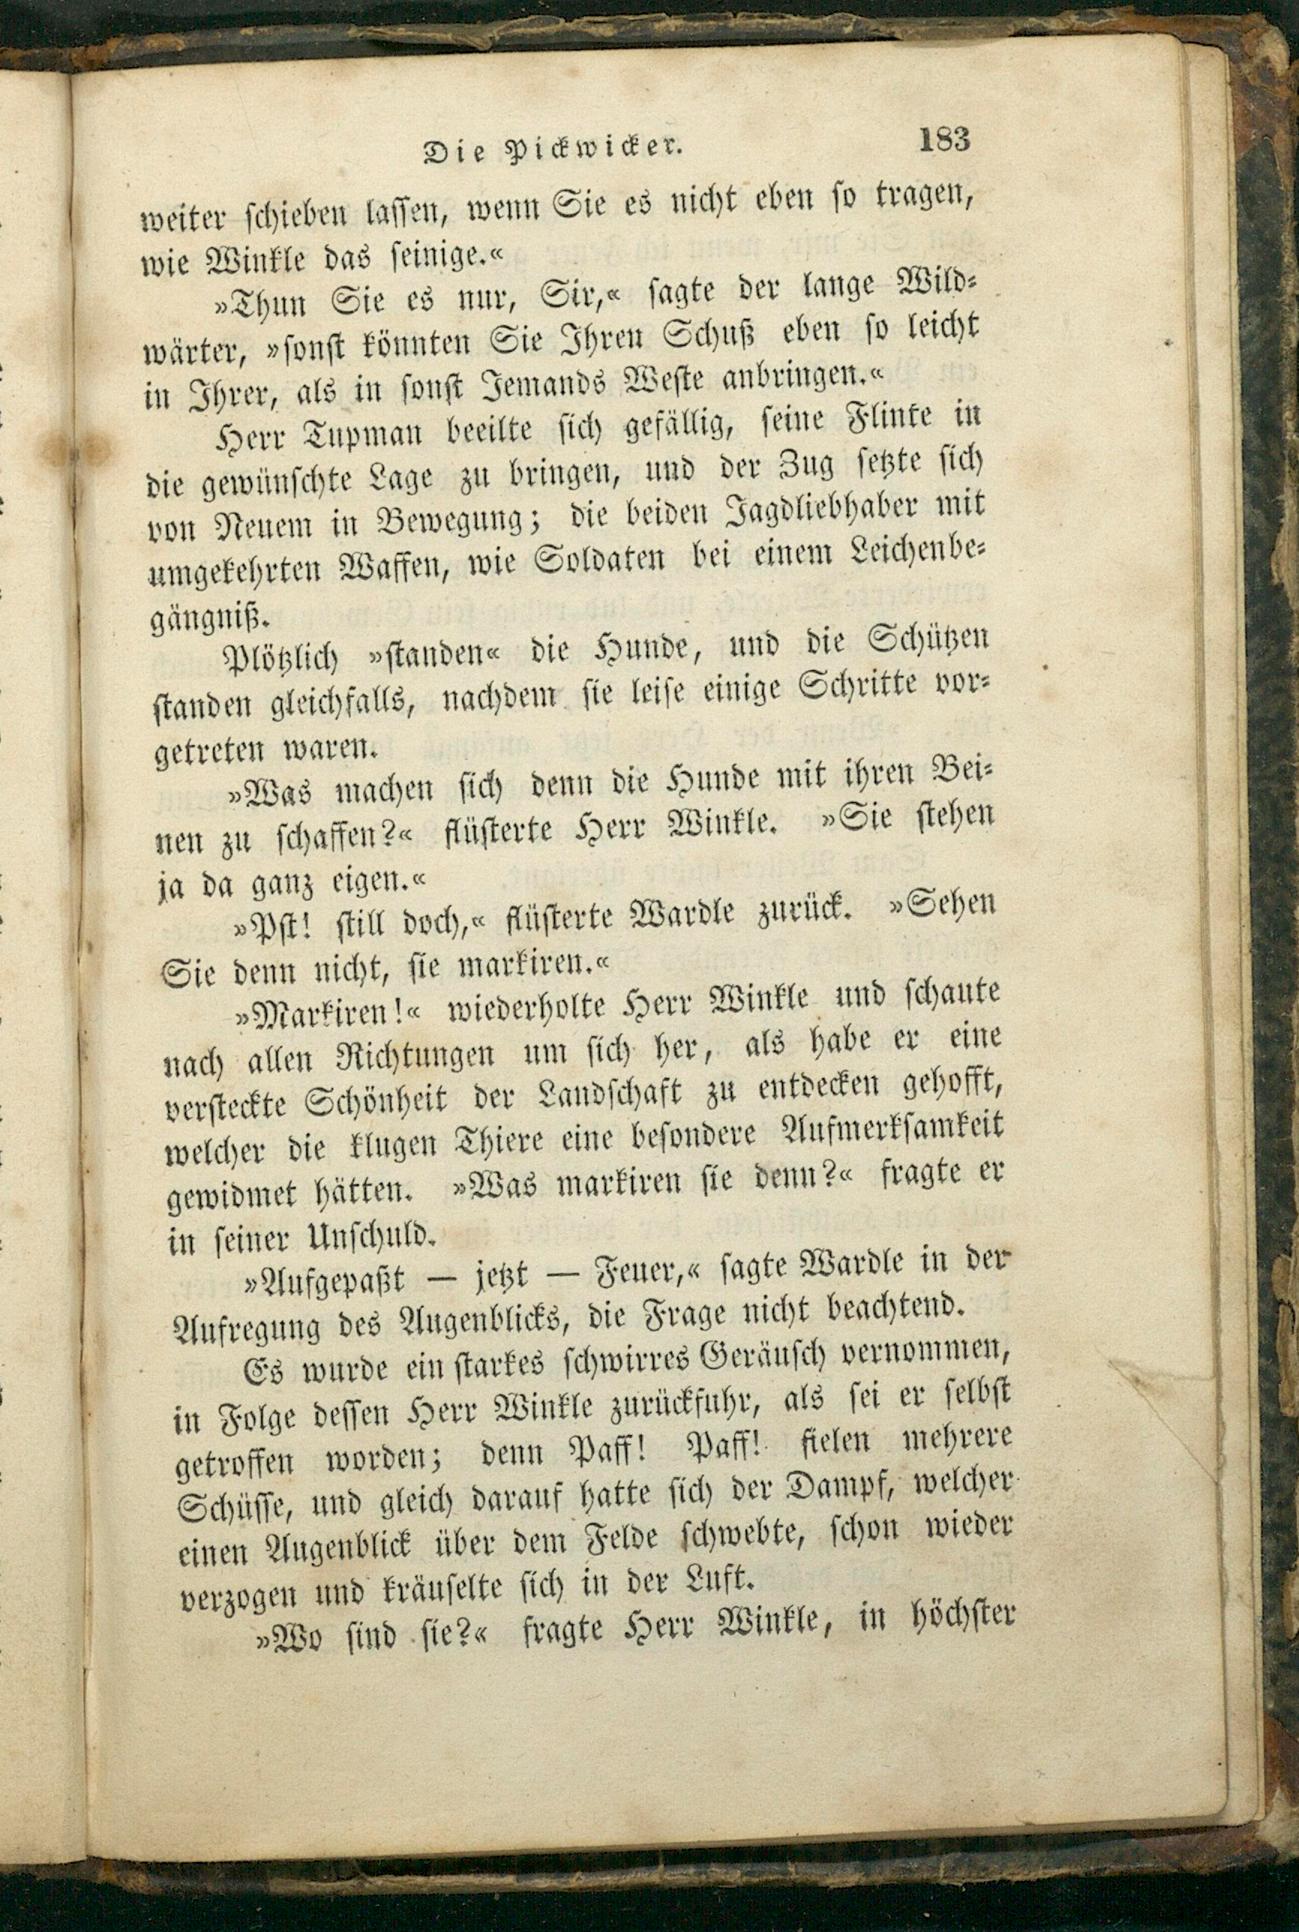 Die Pickwicker. 183
weiter schieben lassen, wenn Sie es nicht eben so tragen,
wie Winkle das seinige.«
»Thun Sie es nur, Sir,« sagte der lange Wild-
wärter, »sonst könnten Sie Ihren Schuß eben so leicht
in Ihrer, als in sonst Jemands Weste anbringen.«
Herr Tupman beeilte sich gefällig, seine Flinte in
die gewünschte Lage zu bringen, und der Zug setzte sich
von Neuem in Bewegung; die beiden Jagdliebhaber mit
umgekehrten Waffen, wie Soldaten bei einem Leichenbe-
gängniß.
Plötzlich »standen« die Hunde, und die Schützen
standen gleichfalls, nachdem sie leise einige Schritte vor-
getreten waren.
»Was machen sich denn die Hunde mit ihren Bei-
nen zu schaffen?« flüsterte Herr Winkle. »Sie stehen
ja da ganz eigen.«
»Pst! still doch,« flüsterte Wardle zurück. »Sehen
Sie denn nicht, sie markiren.«
»Markiren!« wiederholte Herr Winkle und schaute
nach allen Richtungen um sich her, als habe er eine
versteckte Schönheit der Landschaft zu entdecken gehofft,
welcher die klugen Thiere eine besondere Aufmerksamkeit
gewidmet hätten. »Was markiren sie denn?« fragte er
in seiner Unschuld.
»Aufgepaßt — jetzt — Feuer,« sagte Wardle in der
Aufregung des Augenblicks, die Frage nicht beachtend.
Es wurde ein starkes schwirres Geräusch vernommen,
in Folge dessen Herr Winkle zurückfuhr, als sei er selbst
getroffen worden; denn Paff! Paff! fielen mehrere
Schüsse, und gleich darauf hatte sich der Dampf, welcher
einen Augenblick über dem Felde schwebte, schon wieder
verzogen und kräuselte sich in der Luft.
»Wo sind sie?« fragte Herr Winkle, in höchster